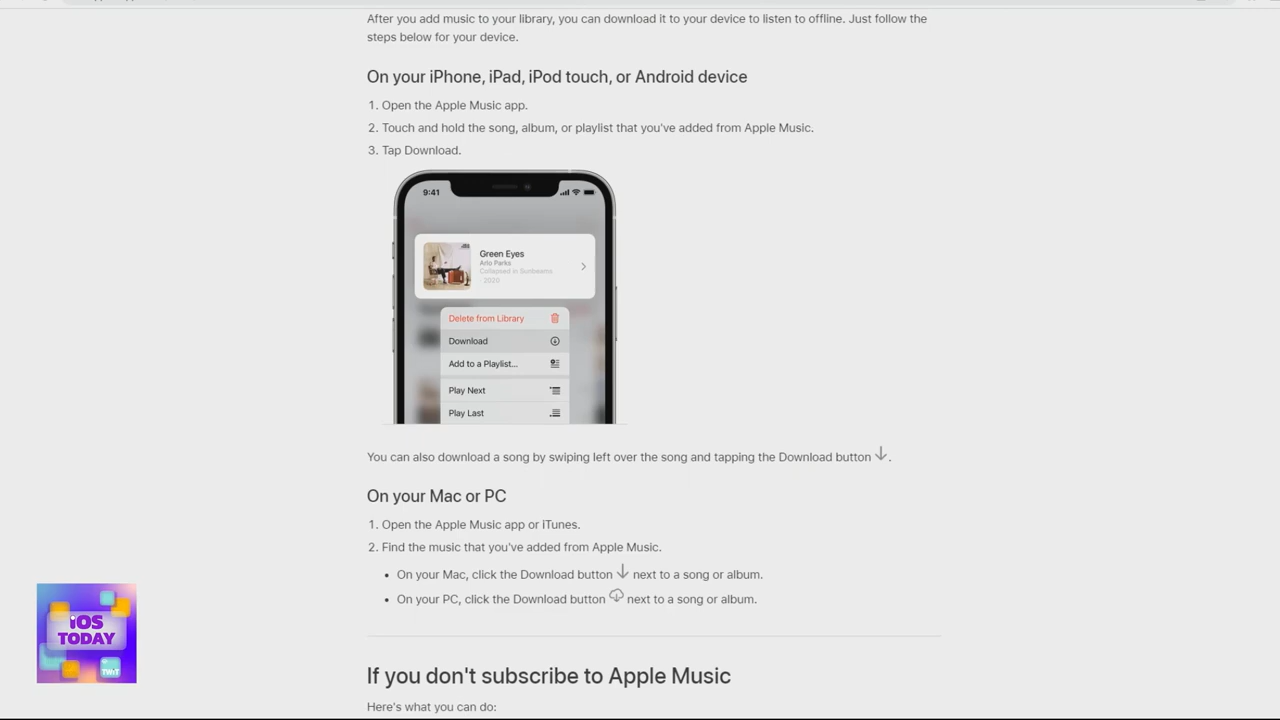 After you add music to your library, you can download it to your device to listen to offline. Just follow the
steps below for your device.
On your iPhone, iPad, iPod touch, or Android device
1. Open the Apple Music app.
2. Touch and hold the song, album, or playlist that you've added from Apple Music.
3. Tap Download.
9:41
Green Eyes
Arlo Parks
Collapsed in Sunbeams
· 2020
Delete from Library
Download
Add to a Playlist...
Play Next
Play Last
You can also download a song by swiping left over the song and tapping the Download button ↓.
On your Mac or PC
1. Open the Apple Music app or iTunes.
2. Find the music that you've added from Apple Music.
• On your Mac, click the Download button ↓ next to a song or album.
• On your PC, click the Download button next to a song or album.
iOS
TODAY
TWiT
If you don't subscribe to Apple Music
Here's what you can do: